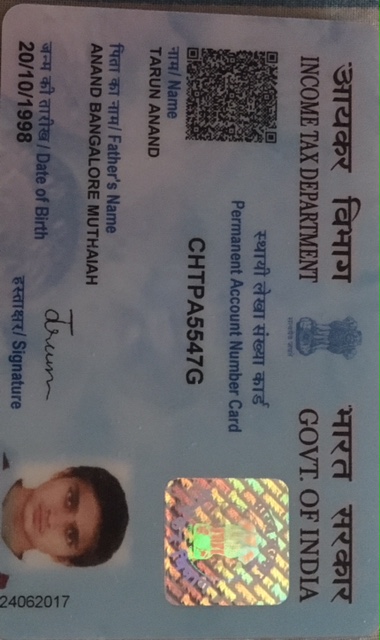 आयकर विभाग
INCOME TAX DEPARTMENT
भारत सरकार
GOVT. OF INDIA
स्थायी लेखा संख्या कार्ड
Permanent Account Number Card
CHTPA5547G
नाम/ Name
TARUN ANAND
पिता का नाम/ Father's Name
ANAND BANGALORE MUTHAIAH
जन्म की तारीख / Date of Birth
20/10/1998
हस्ताक्षर/ Signature
24062017